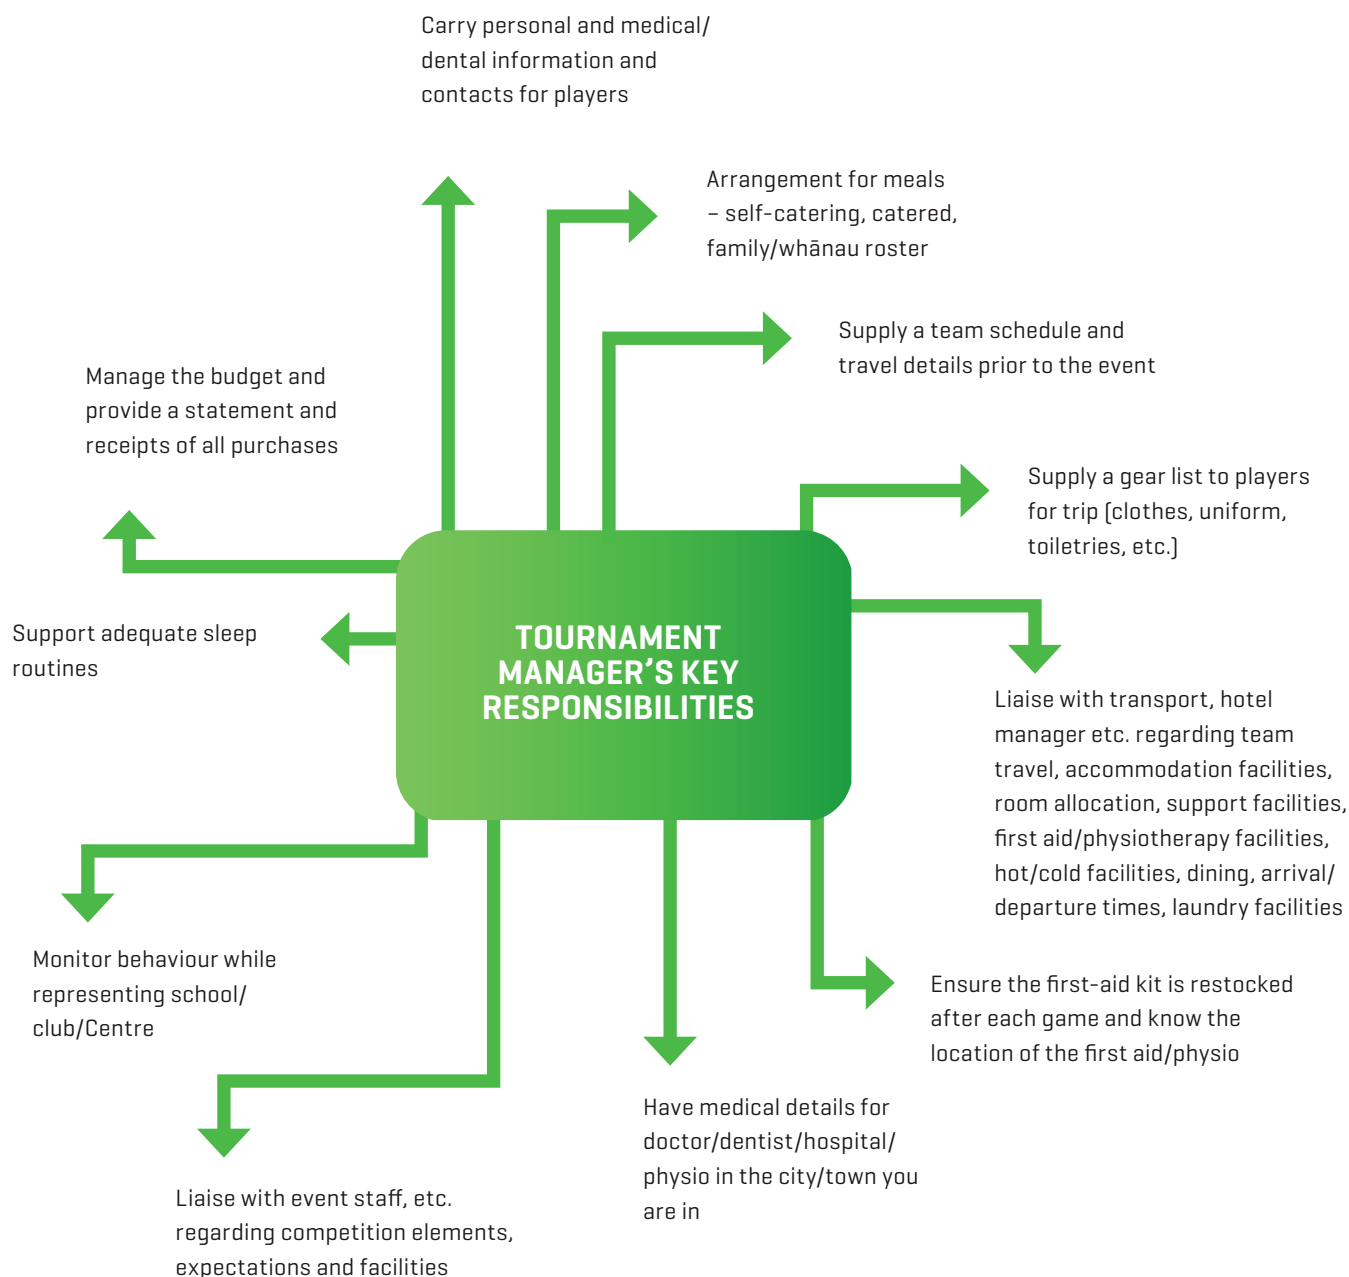 Carry personal and medical/
dental information and
contacts for players
Arrangement for meals
– self-catering, catered,
family/whānau roster
Supply a team schedule and
travel details prior to the event
Manage the budget and
provide a statement and
receipts of all purchases
Supply a gear list to players
for trip (clothes, uniform,
toiletries, etc.)
Support adequate sleep
routines
TOURNAMENT
MANAGER’S KEY
RESPONSIBILITIES
Liaise with transport, hotel
manager etc. regarding team
travel, accommodation facilities,
room allocation, support facilities,
first aid/physiotherapy facilities,
hot/cold facilities, dining, arrival/
departure times, laundry facilities
Monitor behaviour while
representing school/
club/Centre
Ensure the first-aid kit is restocked
after each game and know the
location of the first aid/physio
Have medical details for
doctor/dentist/hospital/
physio in the city/town you
are in
Liaise with event staff, etc.
regarding competition elements,
expectations and facilities